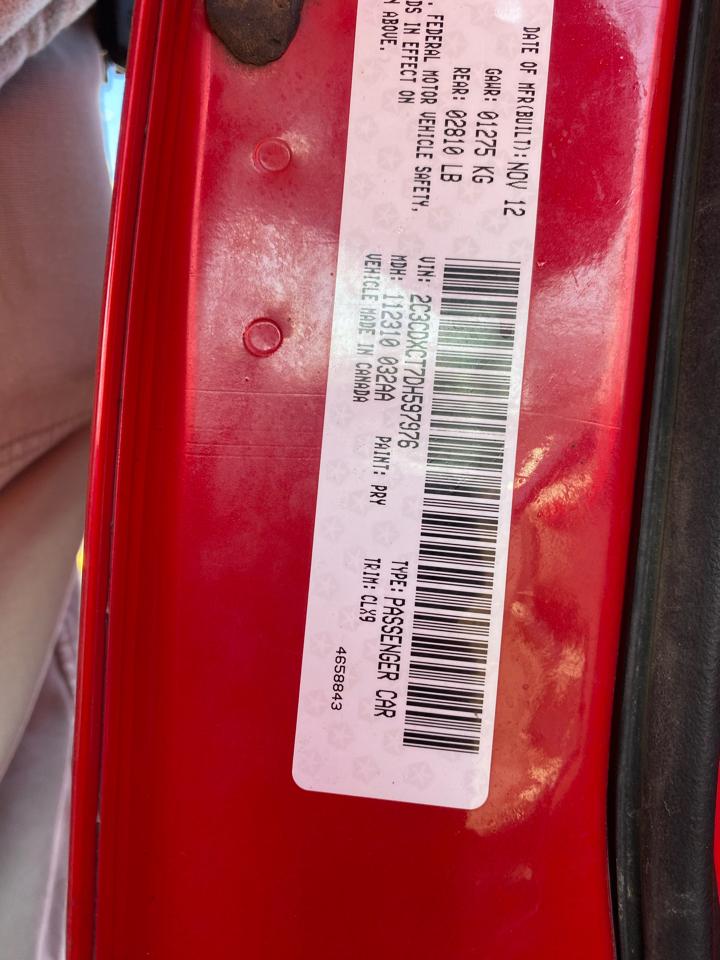 DATE OF MFR(BUILT): NOV 12
GAWR: 01275 KG
REAR: 02810 LB
FEDERAL MOTOR VEHICLE SAFETY,
IN EFFECT ON
ABOVE.
VIN: 2C3CDXCT7DH597976
MDH: 112310 032AA
VEHICLE MADE IN CANADA
PAINT: PRY
TYPE: PASSENGER CAR
TRIM: CLX9
4658843